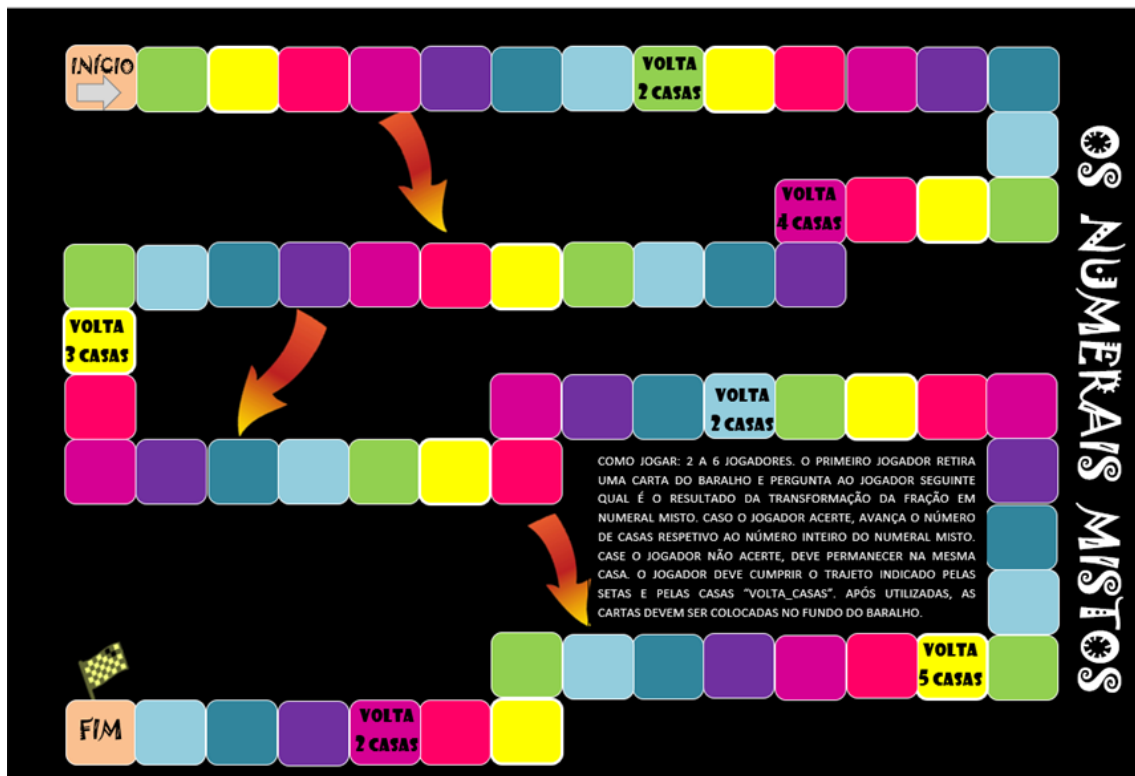 INÍCIO
VOLTA
2 CASAS
VOLTA
4 CASAS
VOLTA
3 CASAS
VOLTA
2 CASAS
COMO JOGAR: 2 A 6 JOGADORES. O PRIMEIRO JOGADOR RETIRA
UMA CARTA DO BARALHO E PERGUNTA AO JOGADOR SEGUINTE
QUAL É O RESULTADO DA TRANSFORMAÇÃO DA FRAÇÃO EM
NUMERAL MISTO. CASO O JOGADOR ACERTE, AVANÇA O NÚMERO
DE CASAS RESPETIVO AO NÚMERO INTEIRO DO NUMERAL MISTO.
CASE O JOGADOR NÃO ACERTE, DEVE PERMANECER NA MESMA
CASA. O JOGADOR DEVE CUMPRIR O TRAJETO INDICADO PELAS
SETAS E PELAS CASAS “VOLTA_CASAS”. APÓS UTILIZADAS, AS
CARTAS DEVEM SER COLOCADAS NO FUNDO DO BARALHO.
VOLTA
5 CASAS
FIM
VOLTA
2 CASAS
OS NUMERAIS MISTOS